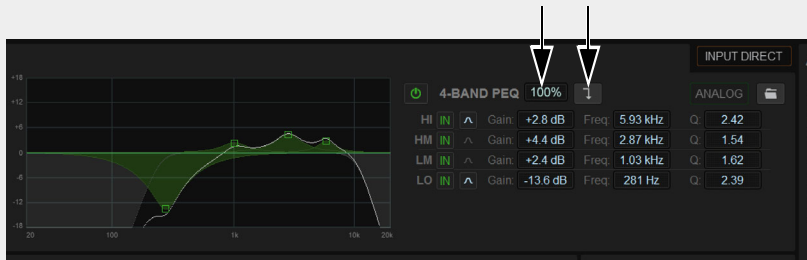 INPUT DIRECT
4-BAND PEQ 100% ANALOG
HI IN Gain: +2.8 dB Freq: 5.93 kHz Q: 2.42
HM IN Gain: +4.4 dB Freq: 2.87 kHz Q: 1.54
LM IN Gain: +2.4 dB Freq: 1.03 kHz Q: 1.62
LO IN Gain: -13.6 dB Freq: 281 Hz Q: 2.39
+18
+12
+6
0
-6
-12
-18
20 100 1k 10k 20k